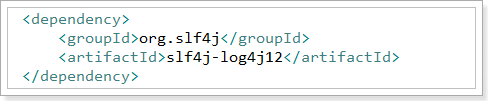 <dependency>
    <groupId>org.slf4j</groupId>
    <artifactId>slf4j-log4j12</artifactId>
</dependency>